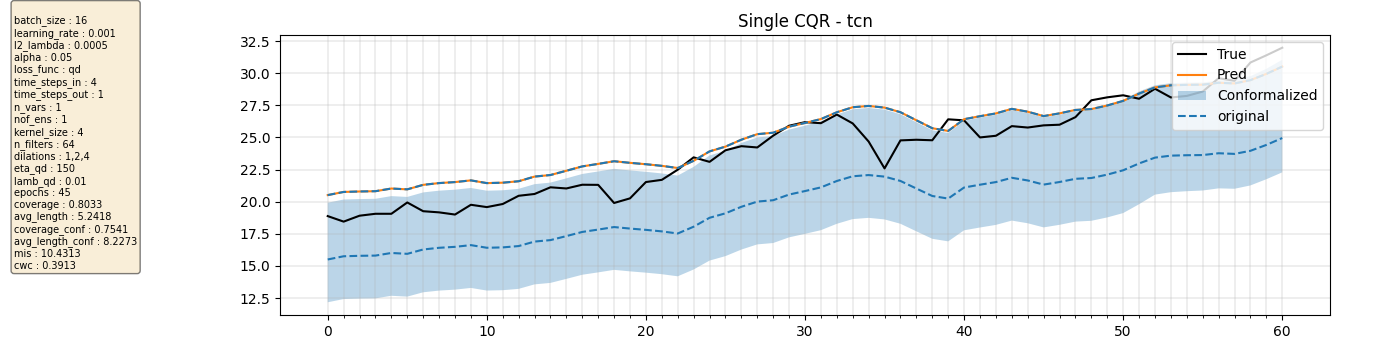 batch_size : 16
learning_rate : 0.001
l2_lambda : 0.0005
alpha : 0.05
loss_func : qd
time_steps_in : 4
time_steps_out : 1
n_vars : 1
nof_ens : 1
kernel_size : 4
n_filters : 64
dilations : 1,2,4
eta_qd : 150
lamb_qd : 0.01
epochs : 45
coverage : 0.8033
avg_length : 5.2418
coverage_conf : 0.7541
avg_length_conf : 8.2273
mis : 10.4313
cwc : 0.3913
Single CQR - tcn
32.5
30.0
27.5
25.0
22.5
20.0
17.5
15.0
12.5
0 10 20 30 40 50 60
True
Pred
Conformalized
original